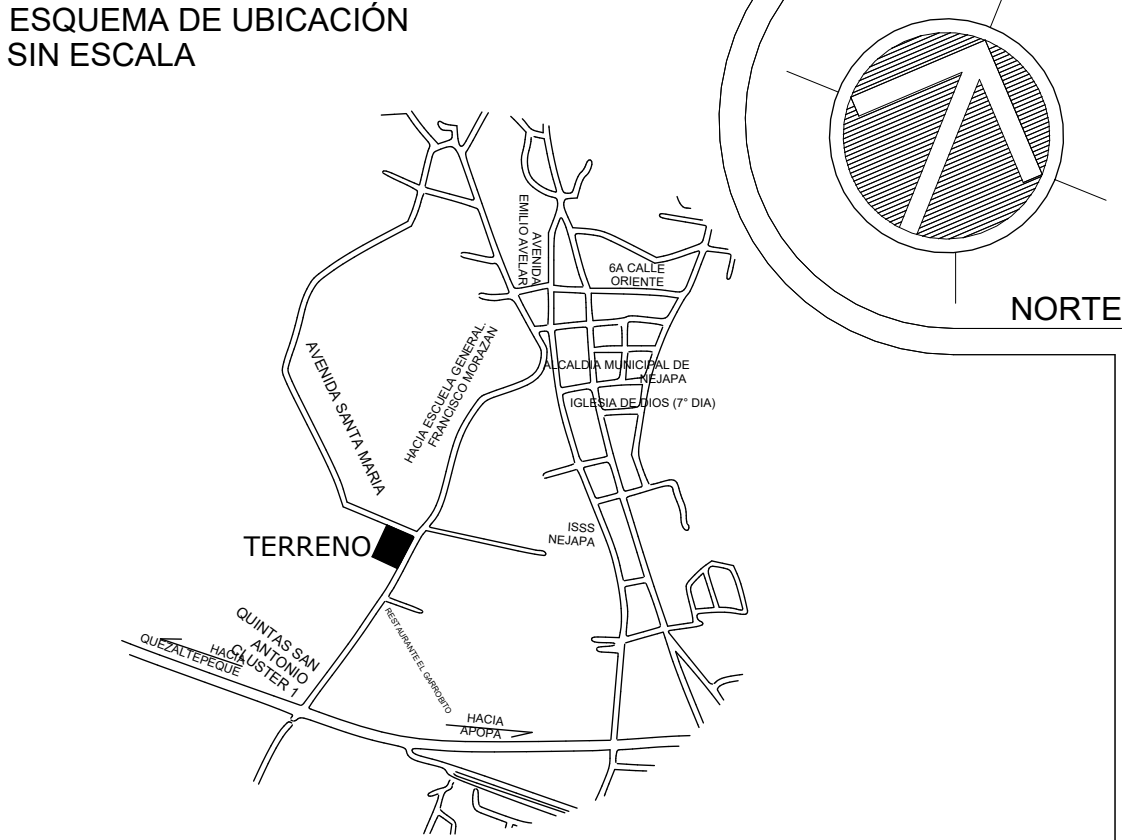 ESQUEMA DE UBICACIÓN
SIN ESCALA
NORTE
AVENIDA
EMILIO AVELAR
6A CALLE
ORIENTE
AVENIDA SANTA MARIA
HACIA ESCUELA GENERAL.
FRANCISCO MORAZAN
ALCALDIA MUNICIPAL DE
NEJAPA
IGLESIA DE DIOS (7° DIA)
ISSS
NEJAPA
TERRENO
QUINTAS SAN
ANTONIO
CLUSTER 1
HACIA
QUEZALTEPEQUE
RESTAURANTE EL GARROBITO
HACIA
APOPA